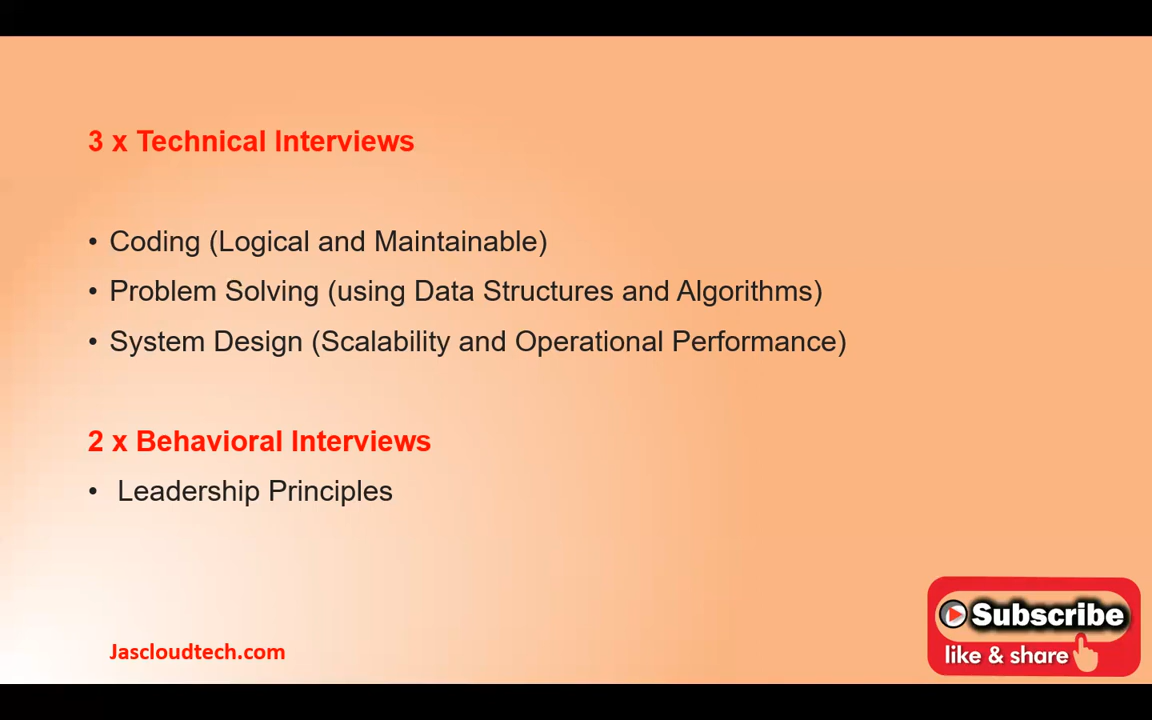 3 x Technical Interviews
• Coding (Logical and Maintainable)
• Problem Solving (using Data Structures and Algorithms)
• System Design (Scalability and Operational Performance)
2 x Behavioral Interviews
• Leadership Principles
Jascloudtech.com
Subscribe
like & share